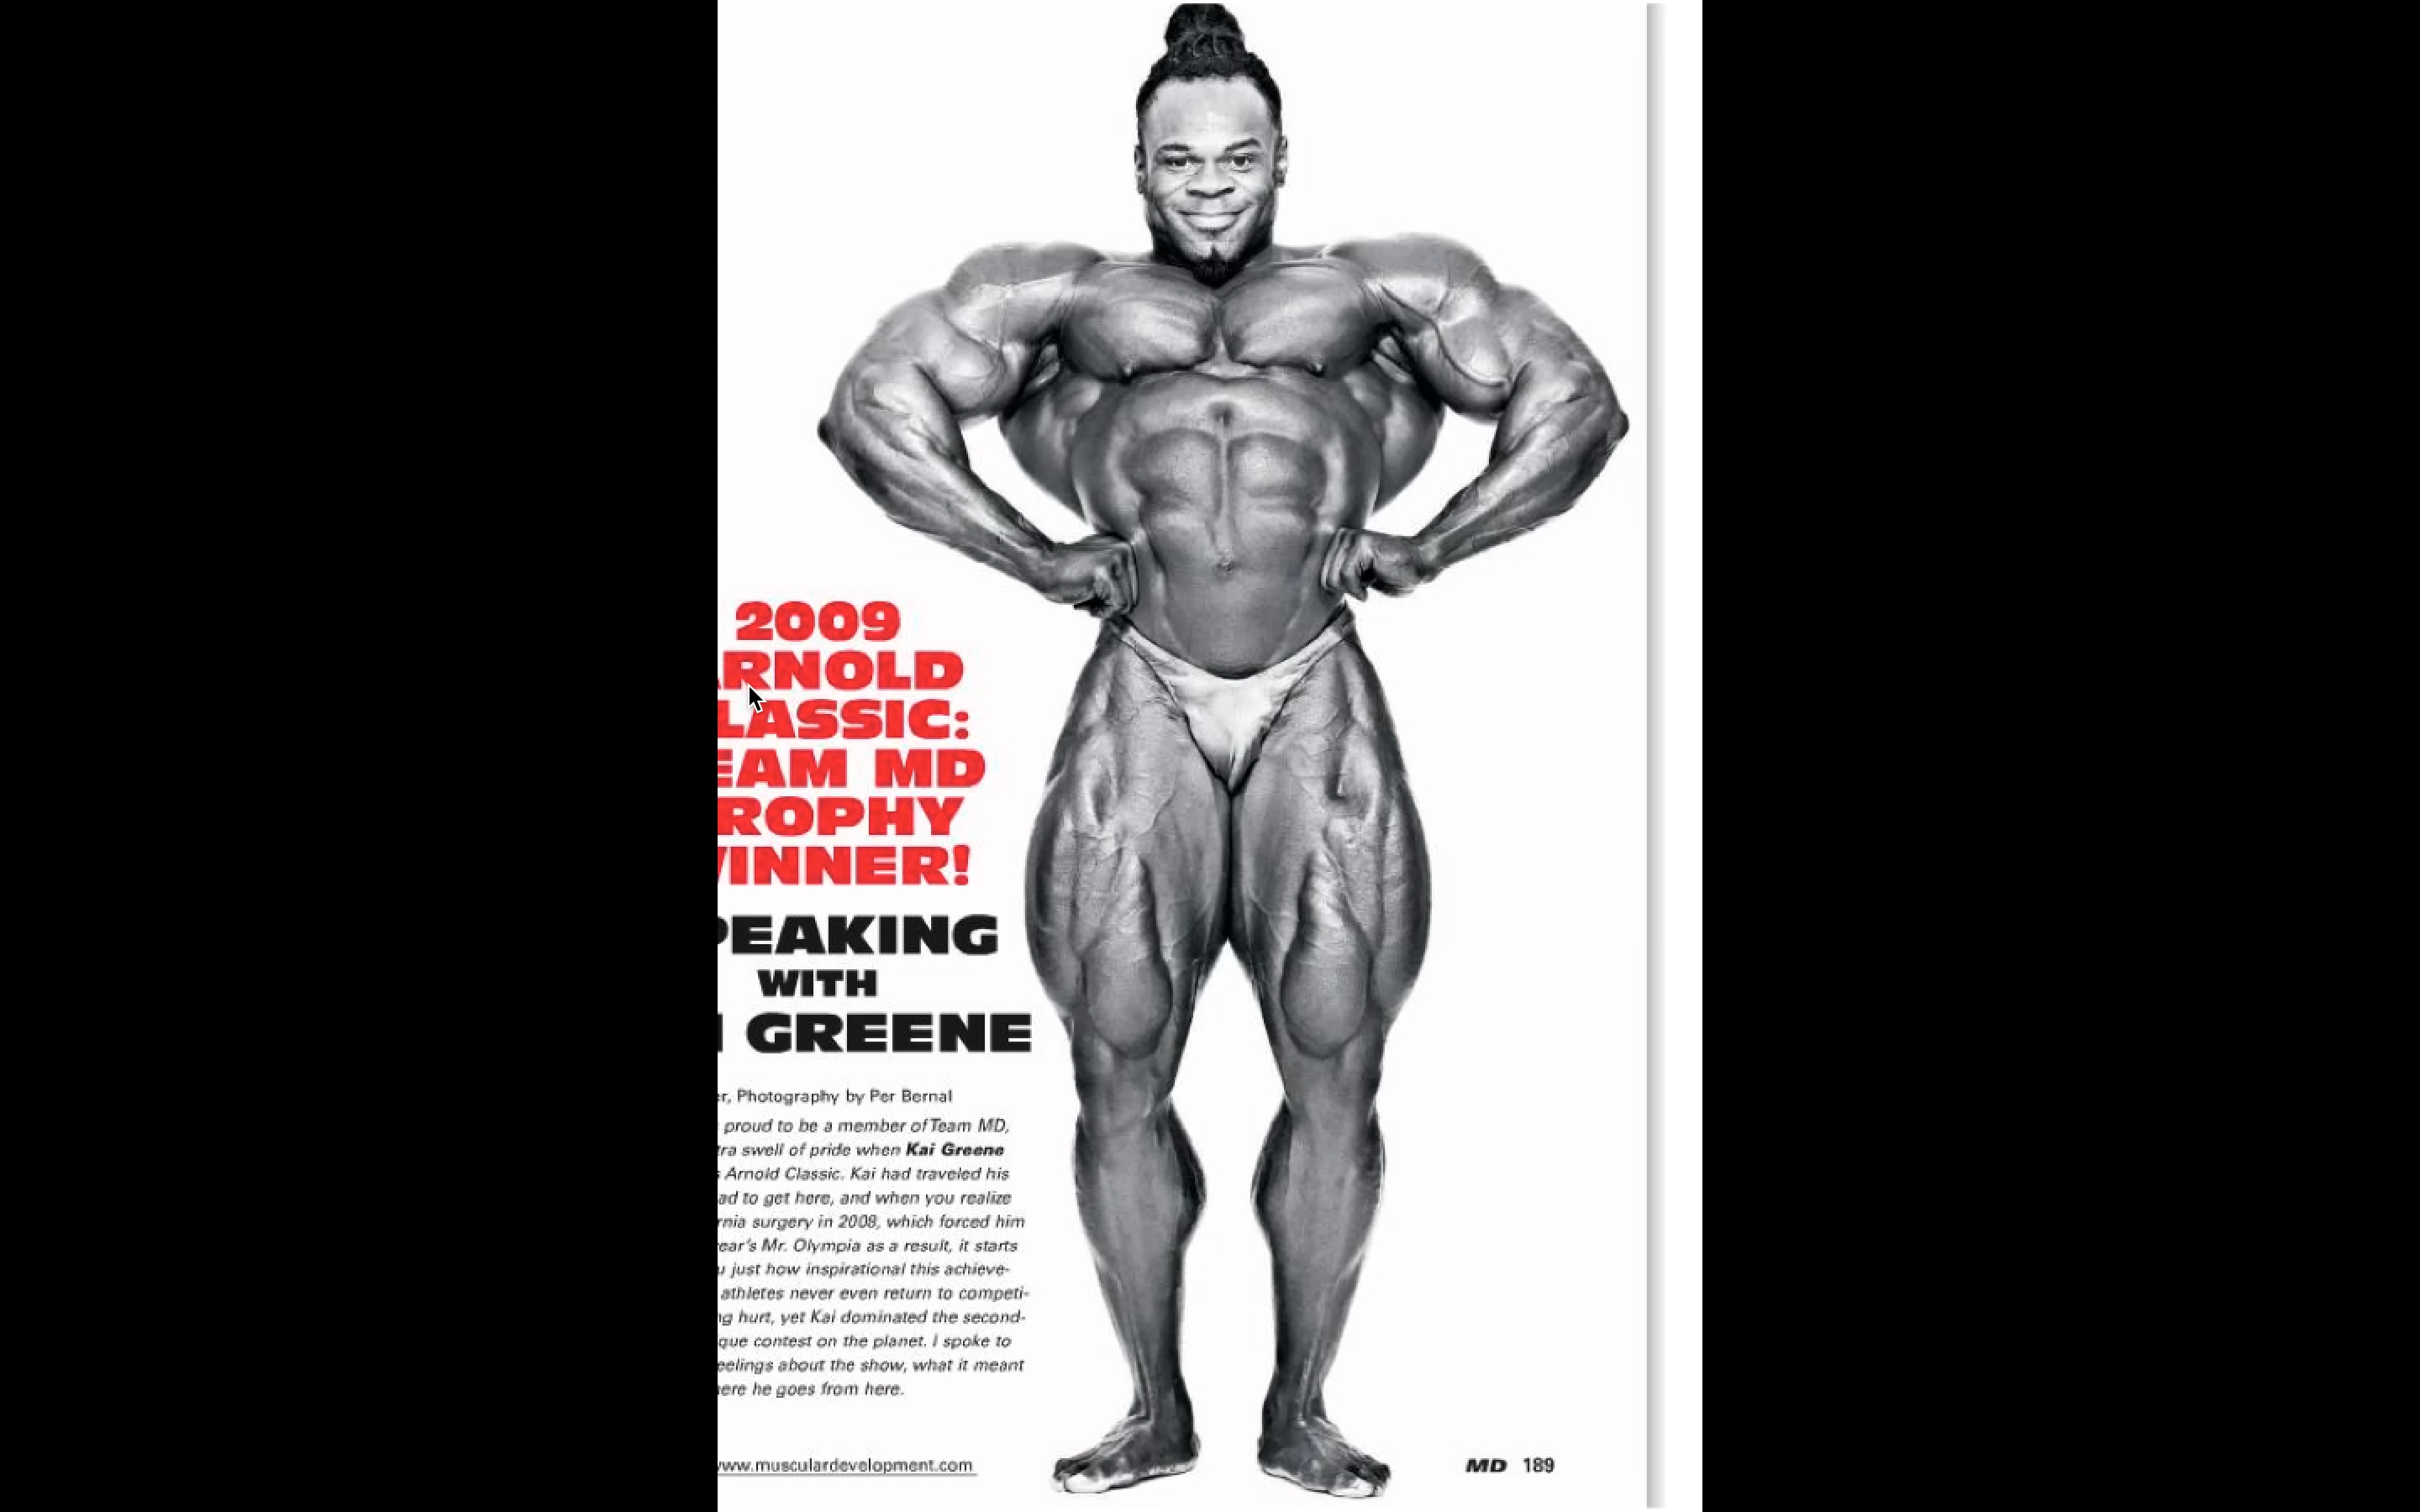 2009
ARNOLD
LASSIC:
EAM MD
ROPHY
INNER!
PEAKING
WITH
GREENE
er, Photography by Per Bernal
proud to be a member of Team MD,
tra swell of pride when Kai Greene
s Arnold Classic. Kai had traveled his
ad to get here, and when you realize
rnia surgery in 2008, which forced him
ear's Mr. Olympia as a result, it starts
u just how inspirational this achieve-
athletes never even return to competi-
ng hurt, yet Kai dominated the second-
que contest on the planet. I spoke to
eelings about the show, what it meant
ere he goes from here.
www.musculardevelopment.com
MD 189